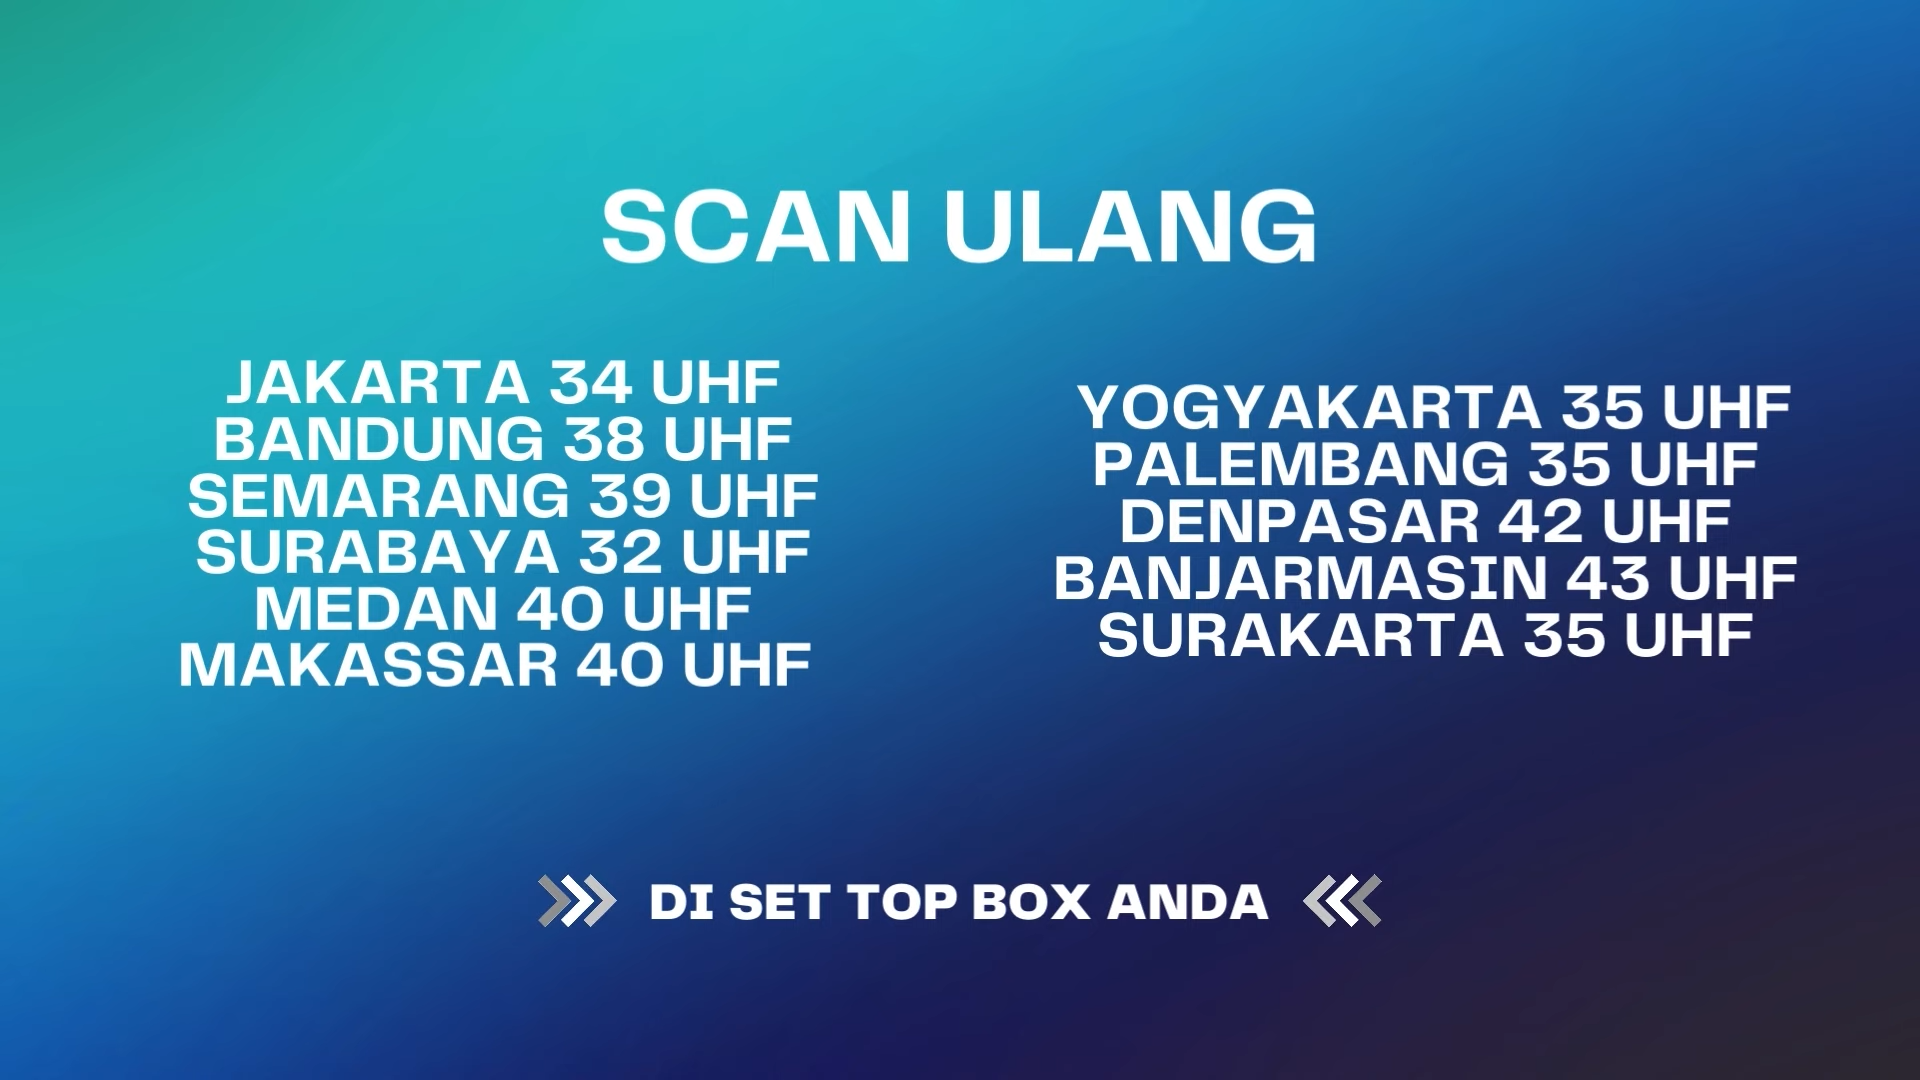 SCAN ULANG
JAKARTA 34 UHF
BANDUNG 38 UHF
SEMARANG 39 UHF
SURABAYA 32 UHF
MEDAN 40 UHF
MAKASSAR 40 UHF
YOGYAKARTA 35 UHF
PALEMBANG 35 UHF
DENPASAR 42 UHF
BANJARMASIN 43 UHF
SURAKARTA 35 UHF
DI SET TOP BOX ANDA